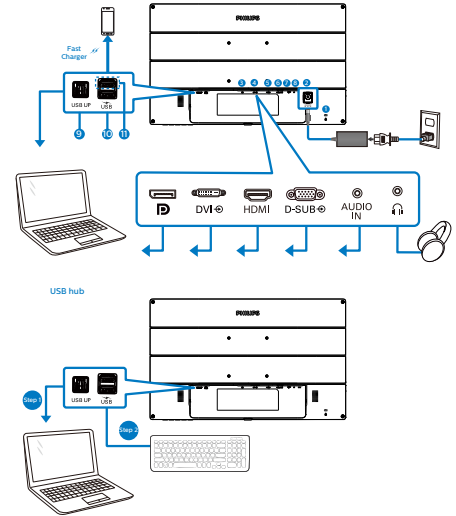 PHILIPS
Fast
Charger
USB UP
USB
9
10
11
3
4
5
6
7
8
2
1
DVI
HDMI
D-SUB
AUDIO
IN
USB hub
PHILIPS
Step 1
USB UP
USB
Step 2